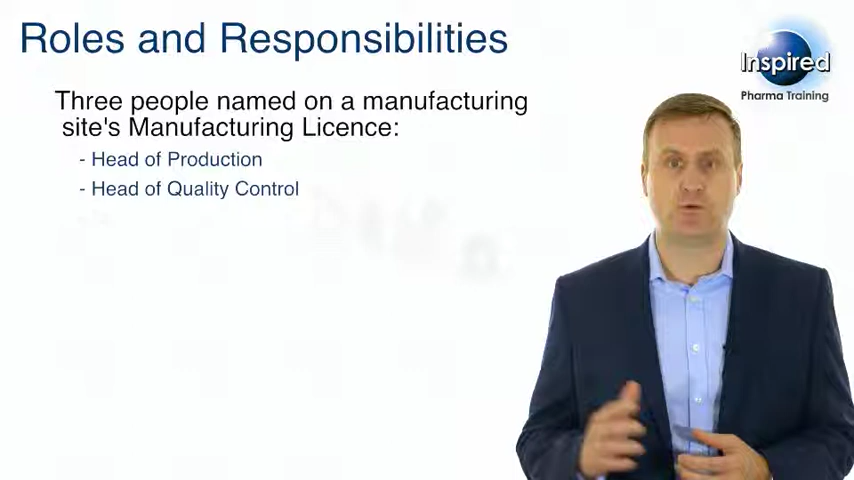 Roles and Responsibilities
Inspired
Pharma Training
Three people named on a manufacturing
site's Manufacturing Licence:
- Head of Production
- Head of Quality Control